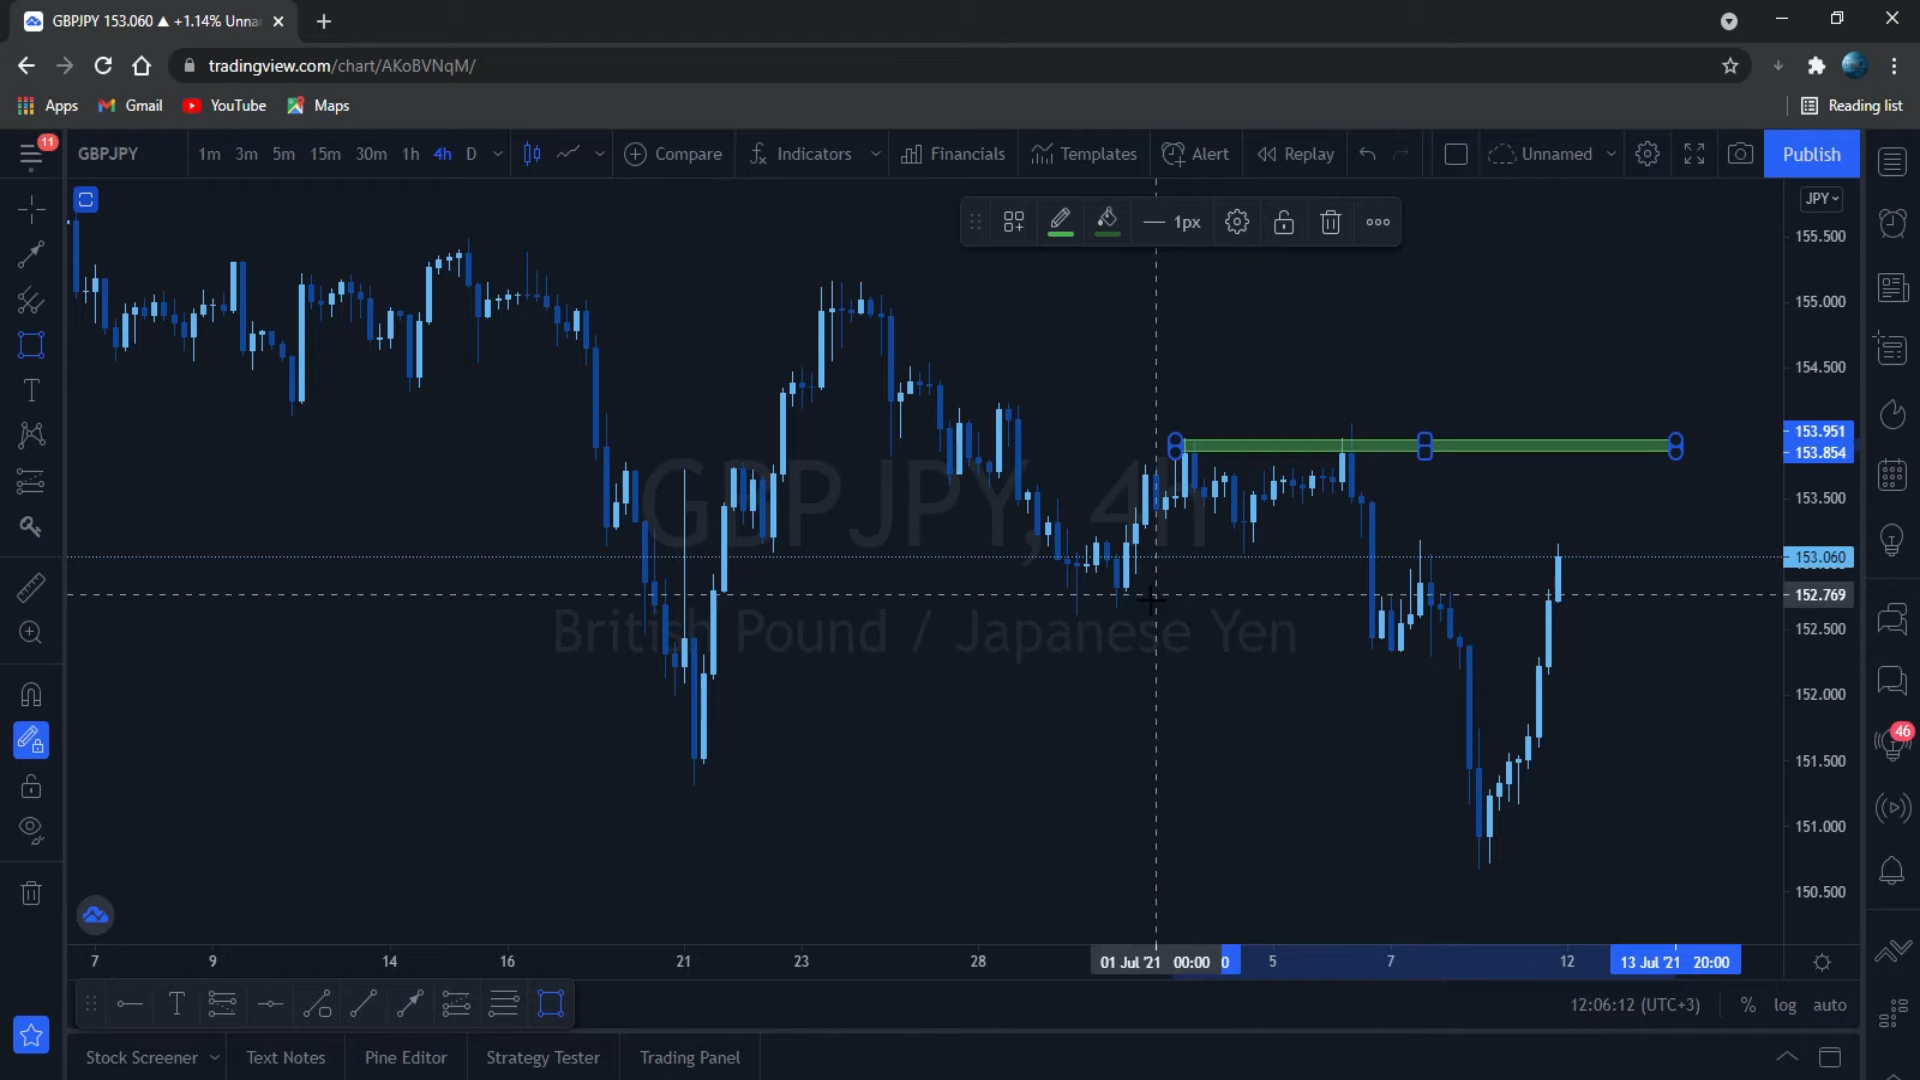 GBPJPY 153.060 ▲ +1.14% Unna
tradingview.com/chart/AKoBVNqM/
Apps Gmail YouTube Maps Reading list
11
GBPJPY 1m 3m 5m 15m 30m 1h 4h D Compare Indicators Financials Templates Alert Replay Unnamed Publish
JPY
1px
155.500
155.000
154.500
153.951
153.854
153.500
153.060
152.769
152.500
152.000
151.500
151.000
150.500
GBPJPY, 4h
British Pound / Japanese Yen
46
7 9 14 16 21 23 28 01 Jul '21 00:00 0 5 7 12 13 Jul '21 20:00
12:06:12 (UTC+3) % log auto
Stock Screener Text Notes Pine Editor Strategy Tester Trading Panel